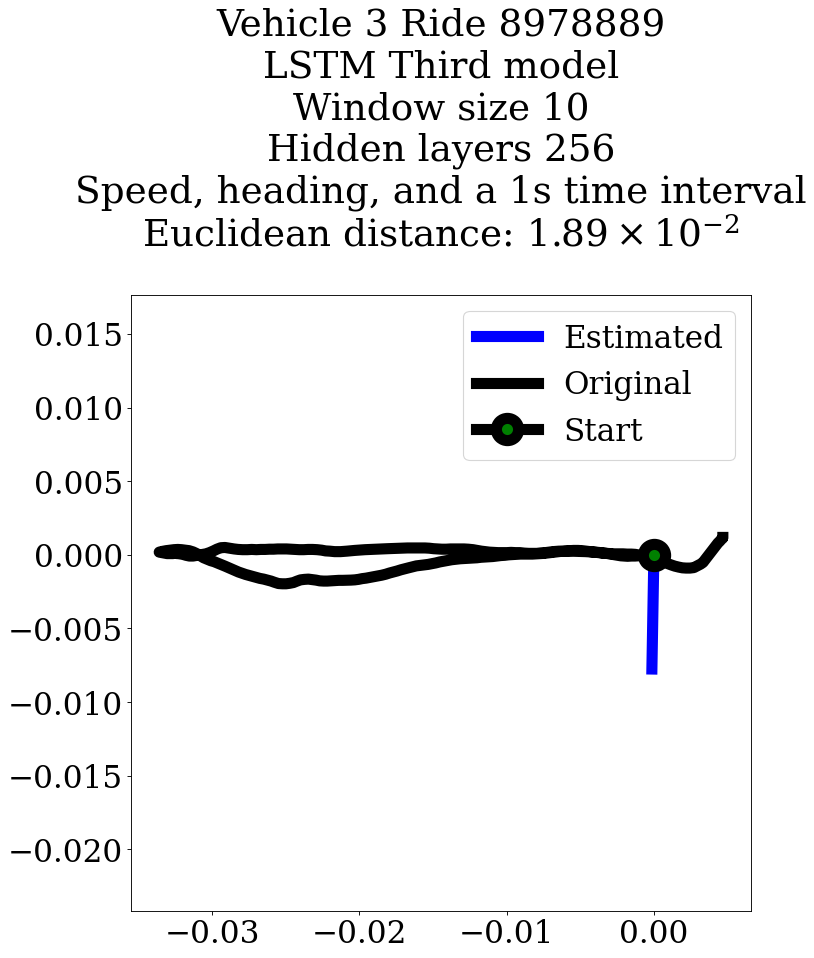 Vehicle 3 Ride 8978889
LSTM Third model
Window size 10
Hidden layers 256
Speed, heading, and a 1s time interval
Euclidean distance: 1.89 × 10⁻²
Estimated
Original
Start
0.015
0.010
0.005
0.000
−0.005
−0.010
−0.015
−0.020
−0.03
−0.02
−0.01
0.00